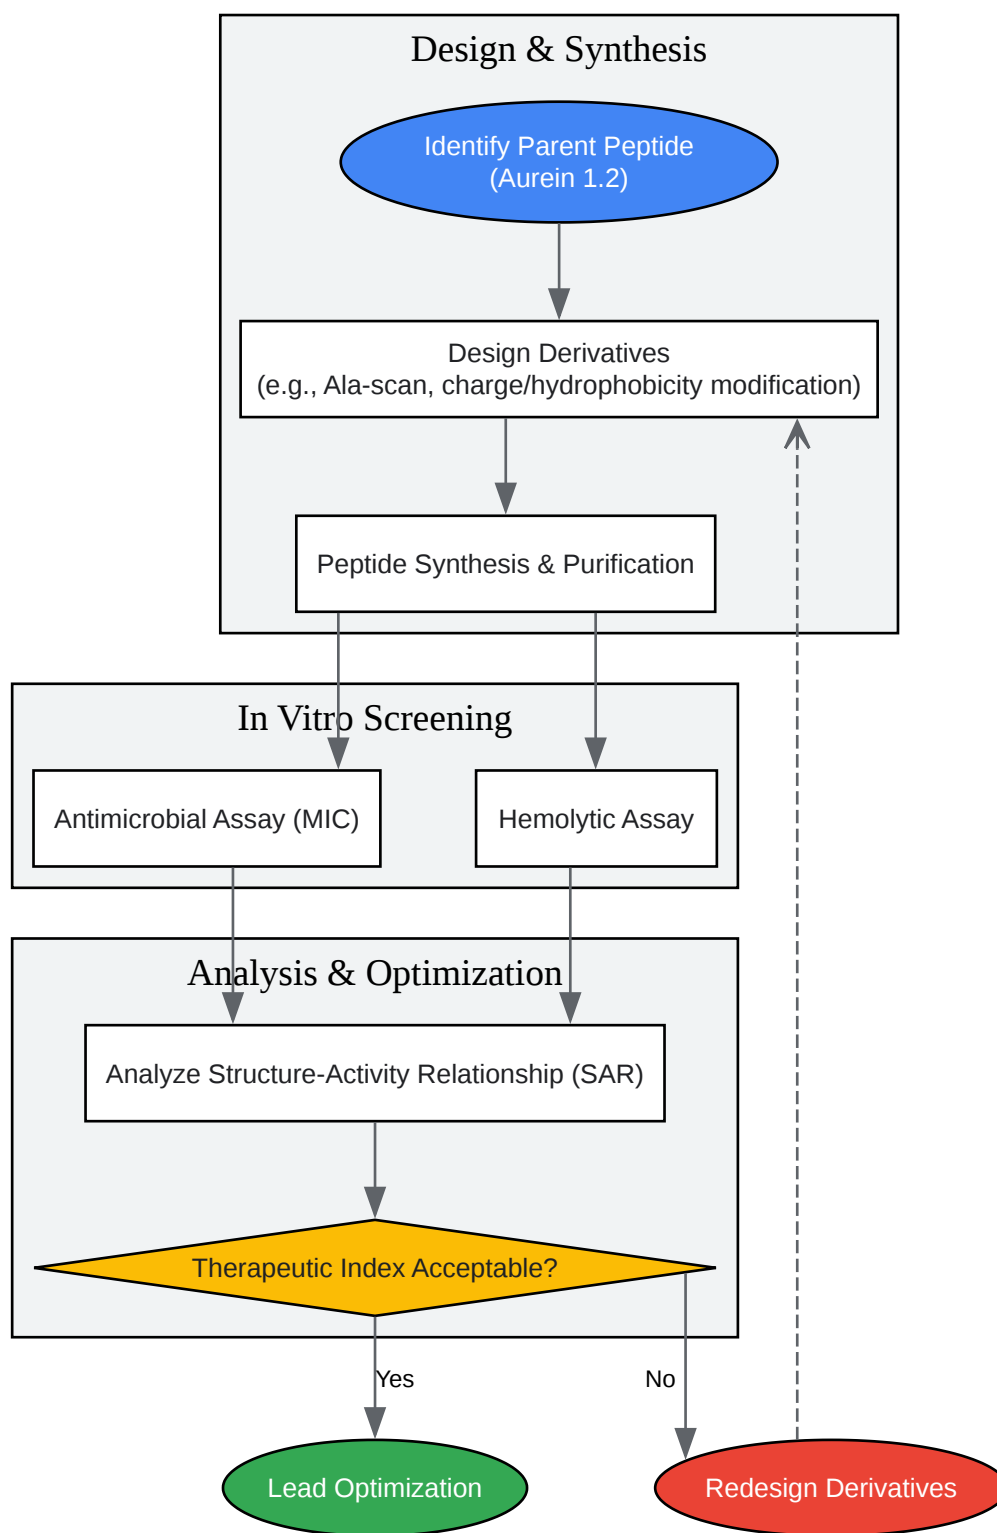 Design & Synthesis
Identify Parent Peptide
(Aurein 1.2)
Design Derivatives
(e.g., Ala-scan, charge/hydrophobicity modification)
Peptide Synthesis & Purification
In Vitro Screening
Antimicrobial Assay (MIC)
Hemolytic Assay
Analysis & Optimization
Analyze Structure-Activity Relationship (SAR)
Therapeutic Index Acceptable?
Yes
No
Lead Optimization
Redesign Derivatives